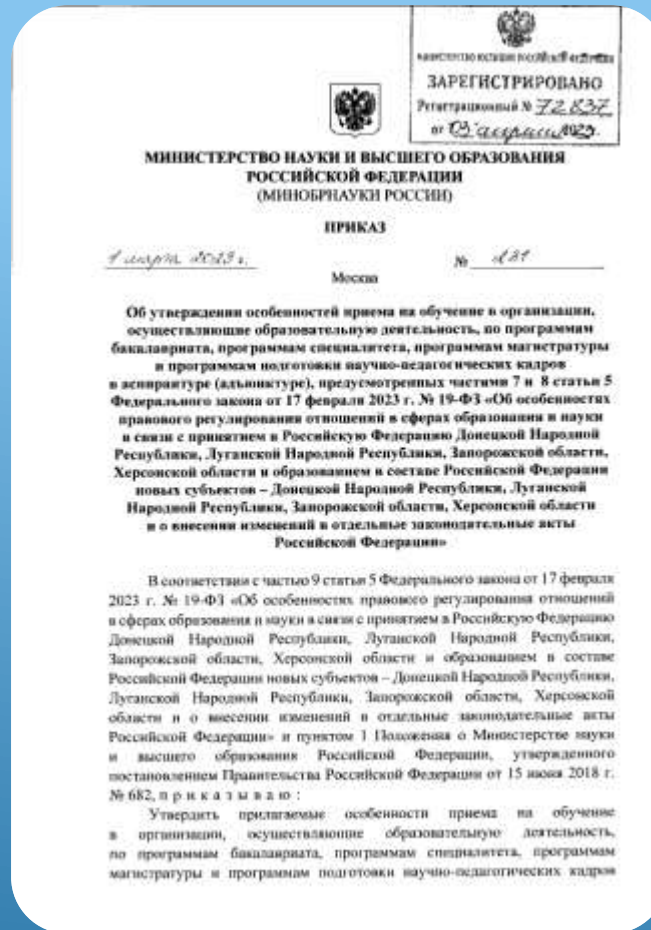 МИНИСТЕРСТВО ЮСТИЦИИ РОССИЙСКОЙ ФЕДЕРАЦИИ
ЗАРЕГИСТРИРОВАНО
Регистрационный № 72837
от 03 апреля 2023.
МИНИСТЕРСТВО НАУКИ И ВЫСШЕГО ОБРАЗОВАНИЯ
РОССИЙСКОЙ ФЕДЕРАЦИИ
(МИНОБРНАУКИ РОССИИ)
ПРИКАЗ
1 марта 2023 г. № 231
Москва
Об утверждении особенностей приема на обучение в организации,
осуществляющие образовательную деятельность, по программам
бакалавриата, программам специалитета, программам магистратуры
и программам подготовки научно-педагогических кадров
в аспирантуре (адъюнктуре), предусмотренных частями 7 и 8 статьи 5
Федерального закона от 17 февраля 2023 г. № 19-ФЗ «Об особенностях
правового регулирования отношений в сферах образования и науки
в связи с принятием в Российскую Федерацию Донецкой Народной
Республики, Луганской Народной Республики, Запорожской области,
Херсонской области и образованием в составе Российской Федерации
новых субъектов – Донецкой Народной Республики, Луганской
Народной Республики, Запорожской области, Херсонской области
и о внесении изменений в отдельные законодательные акты
Российской Федерации»
В соответствии с частью 9 статьи 5 Федерального закона от 17 февраля
2023 г. № 19-ФЗ «Об особенностях правового регулирования отношений
в сферах образования и науки в связи с принятием в Российскую Федерацию
Донецкой Народной Республики, Луганской Народной Республики,
Запорожской области, Херсонской области и образованием в составе
Российской Федерации новых субъектов – Донецкой Народной Республики,
Луганской Народной Республики, Запорожской области, Херсонской
области и о внесении изменений в отдельные законодательные акты
Российской Федерации» и пунктом 1 Положения о Министерстве науки
и высшего образования Российской Федерации, утвержденного
постановлением Правительства Российской Федерации от 15 июня 2018 г.
№ 682, п р и к а з ы в а ю :
Утвердить прилагаемые особенности приема на обучение
в организации, осуществляющие образовательную деятельность,
по программам бакалавриата, программам специалитета, программам
магистратуры и программам подготовки научно-педагогических кадров